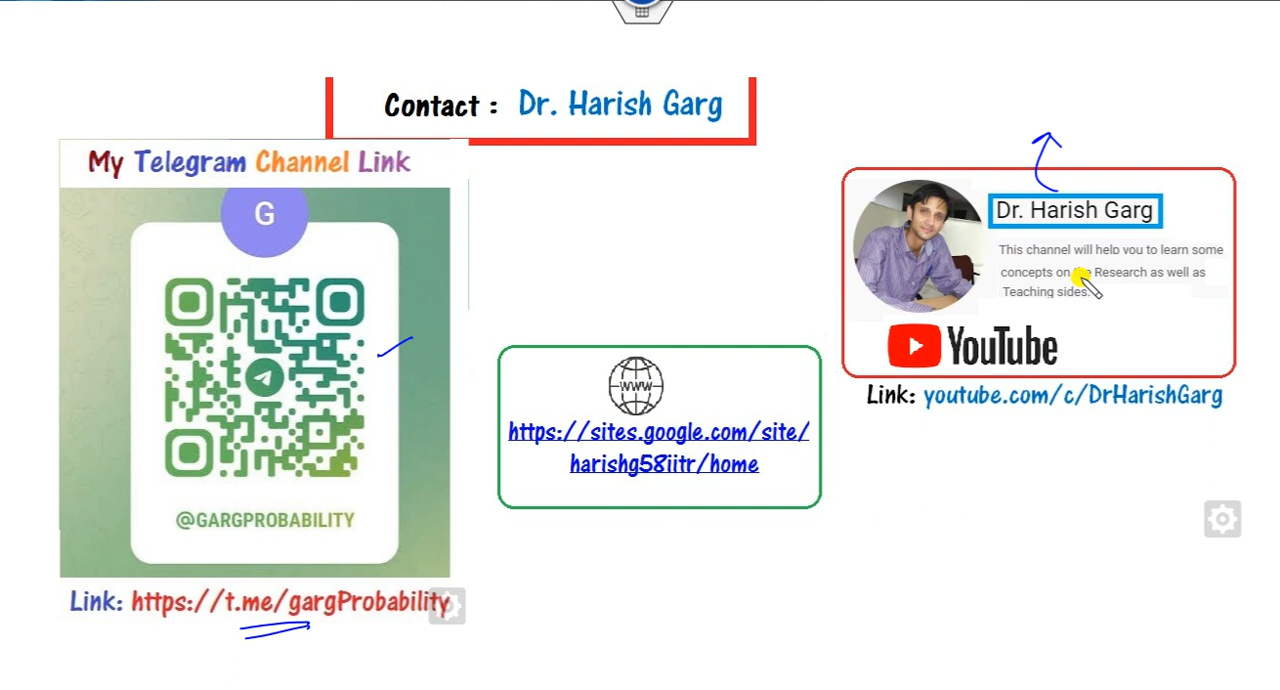 Contact : Dr. Harish Garg
My Telegram Channel Link
G
@GARGPROBABILITY
Link: https://t.me/gargProbability
WWW
https://sites.google.com/site/
harishg58iitr/home
Dr. Harish Garg
This channel will help you to learn some
concepts on the Research as well as
Teaching sides.
YouTube
Link: youtube.com/c/DrHarishGarg